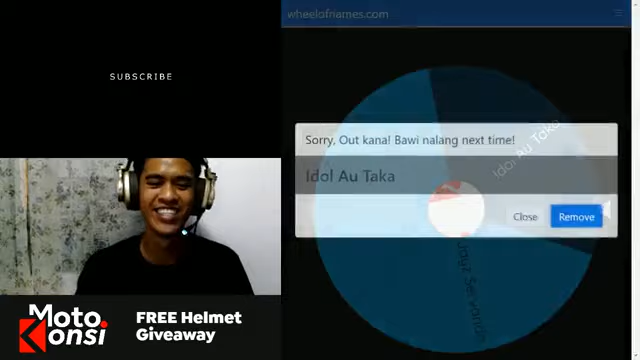 wheelofnames.com
SUBSCRIBE
Sorry, Out kana! Bawi nalang next time!
Idol Au Taka
Idol Au Taka
Close
Remove
Moto
Konsi
FREE Helmet
Giveaway